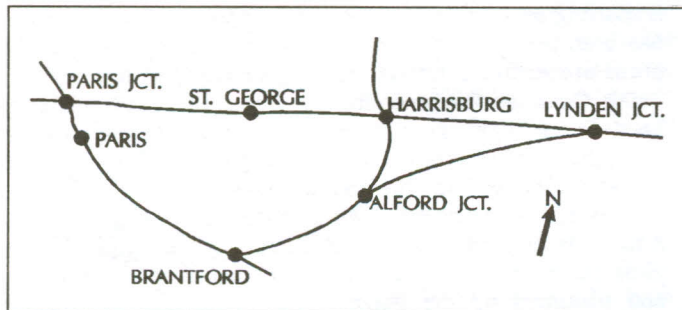 PARIS JCT.
ST. GEORGE
HARRISBURG
LYNDEN JCT.
PARIS
ALFORD JCT.
N
BRANTFORD